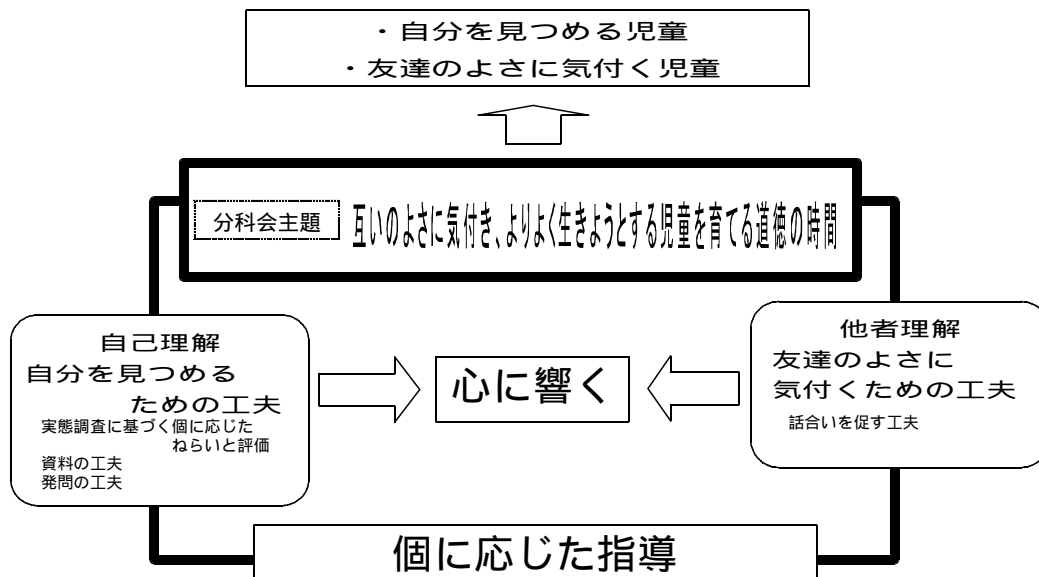 ・自分を見つめる児童
・友達のよさに気付く児童
分科会主題
互いのよさに気付き、よりよく生きようとする児童を育てる道徳の時間
自己理解
自分を見つめる
ための工夫
実態調査に基づく個に応じた
ねらいと評価
資料の工夫
発問の工夫
心に響く
他者理解
友達のよさに
気付くための工夫
話合いを促す工夫
個に応じた指導